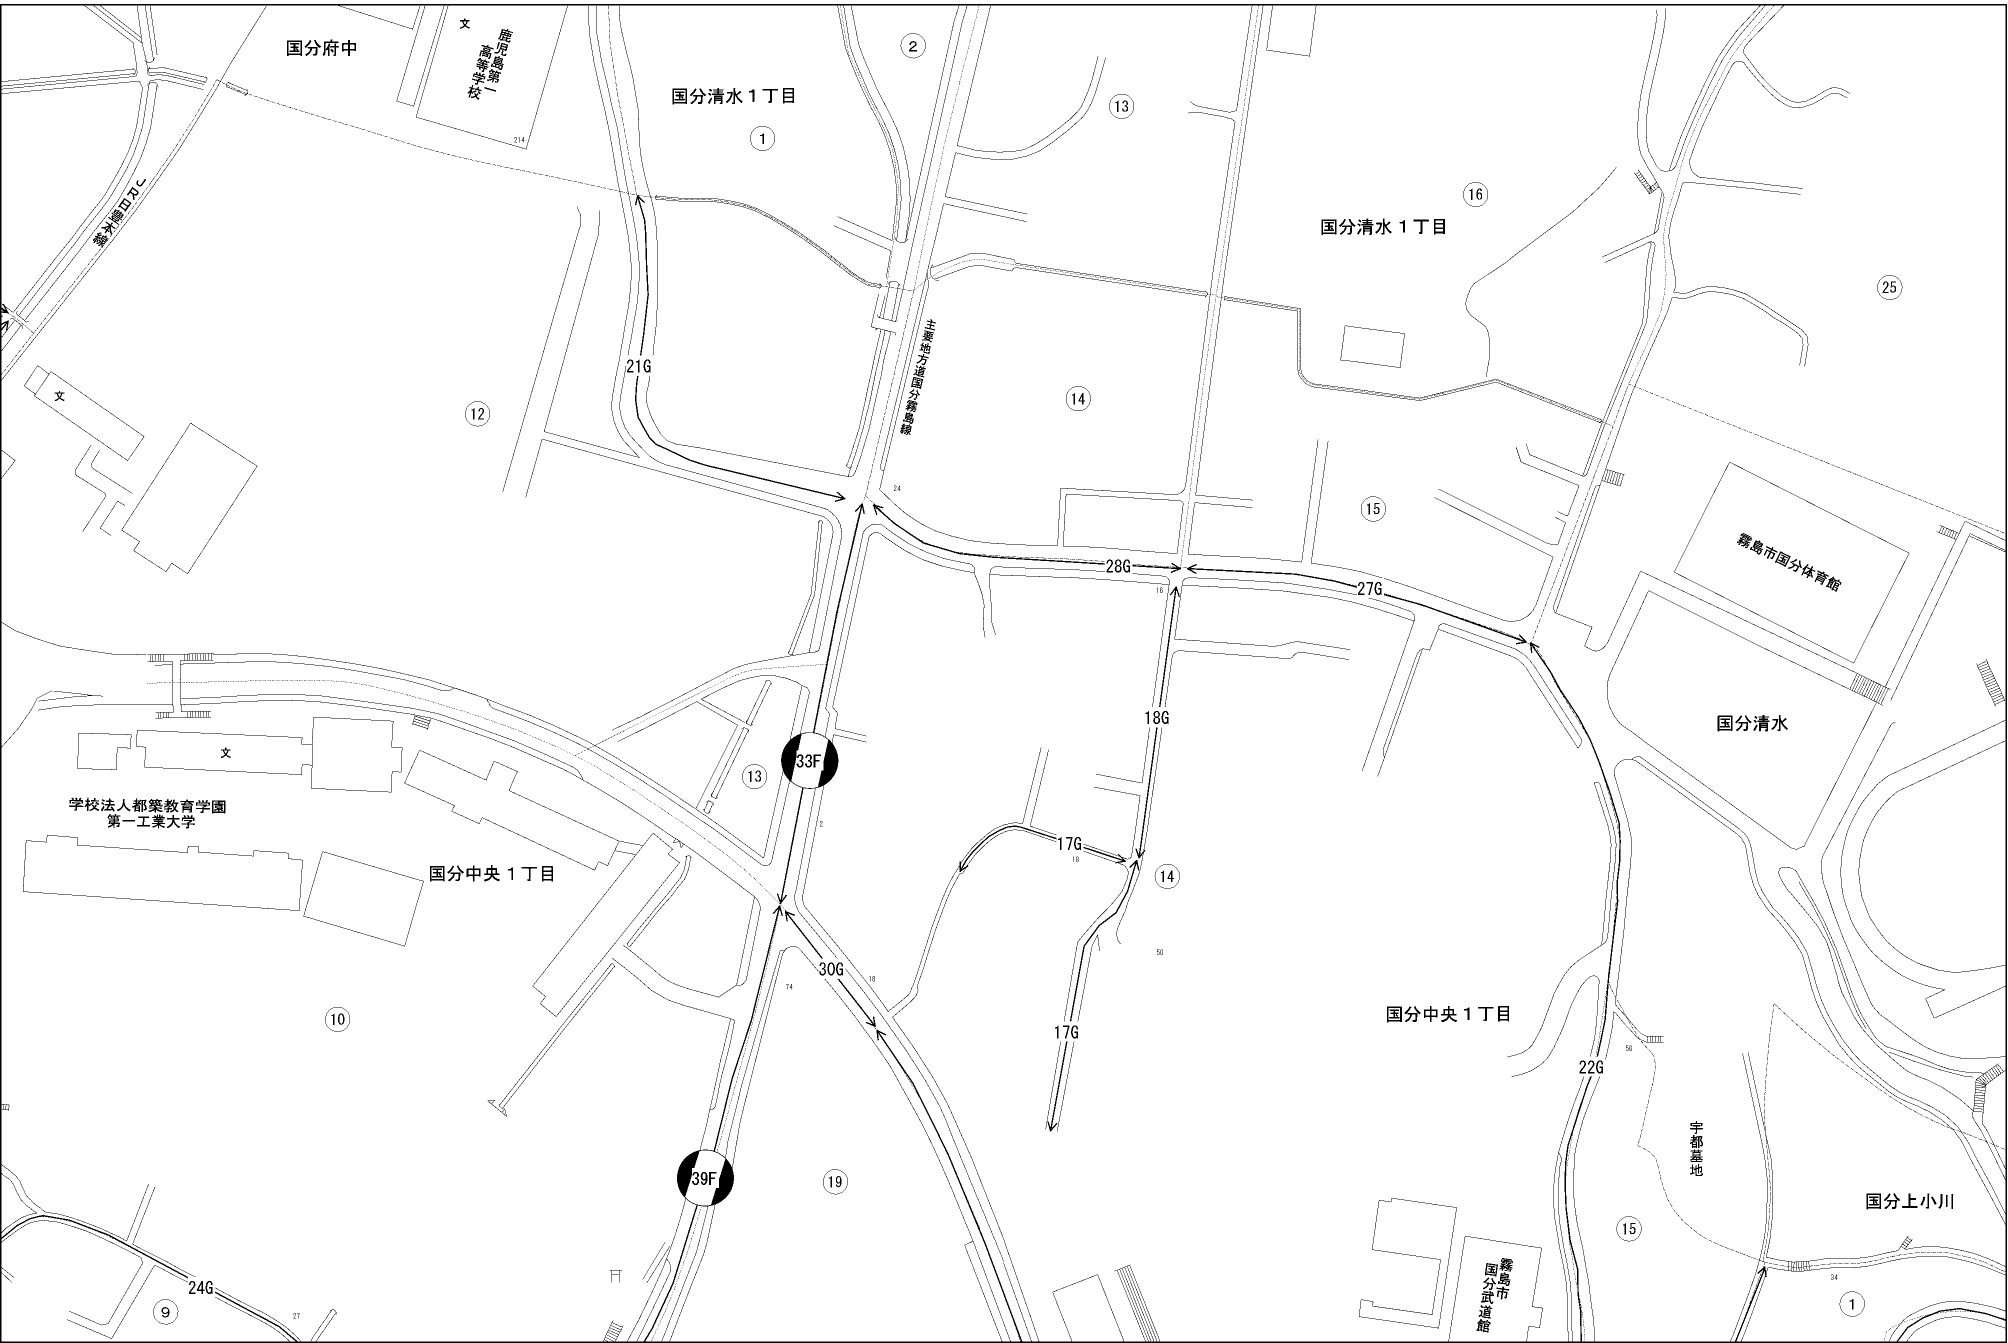 文
国分府中
鹿児島第一
高等学校
214
国分清水1丁目
1
2
13
16
国分清水1丁目
25
JR日豊本線
主要地方道国分霧島線
21G
文
12
14
24
15
霧島市国分体育館
28G
16
27G
18G
国分清水
文
33F
13
学校法人都築教育学園
第一工業大学
2
17G
18
国分中央1丁目
14
50
30G
18
74
10
17G
国分中央1丁目
56
22G
宇都墓地
39F
19
国分上小川
15
霧島市
国分武道館
34
1
24G
9
27